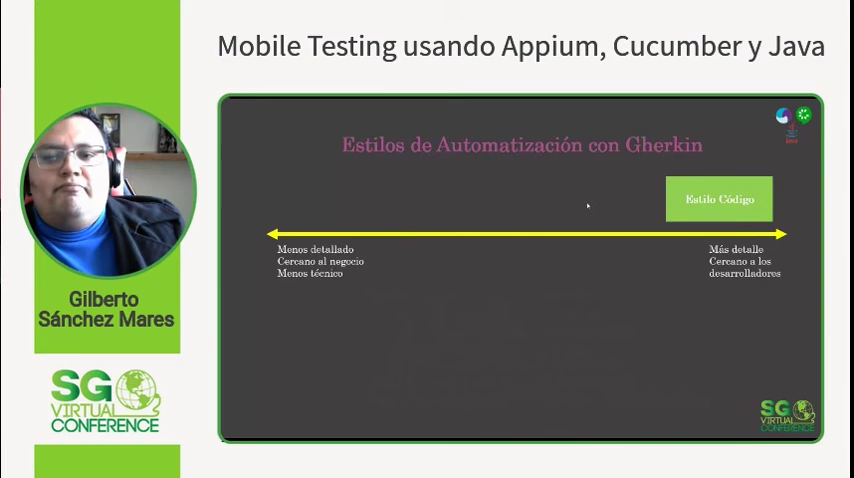 Mobile Testing usando Appium, Cucumber y Java
Estilos de Automatización con Gherkin
Java
Estilo Código
Menos detallado
Cercano al negocio
Menos técnico
Más detalle
Cercano a los
desarrolladores
Gilberto
Sánchez Mares
SG
VIRTUAL
CONFERENCE
SG
VIRTUAL
CONFERENCE